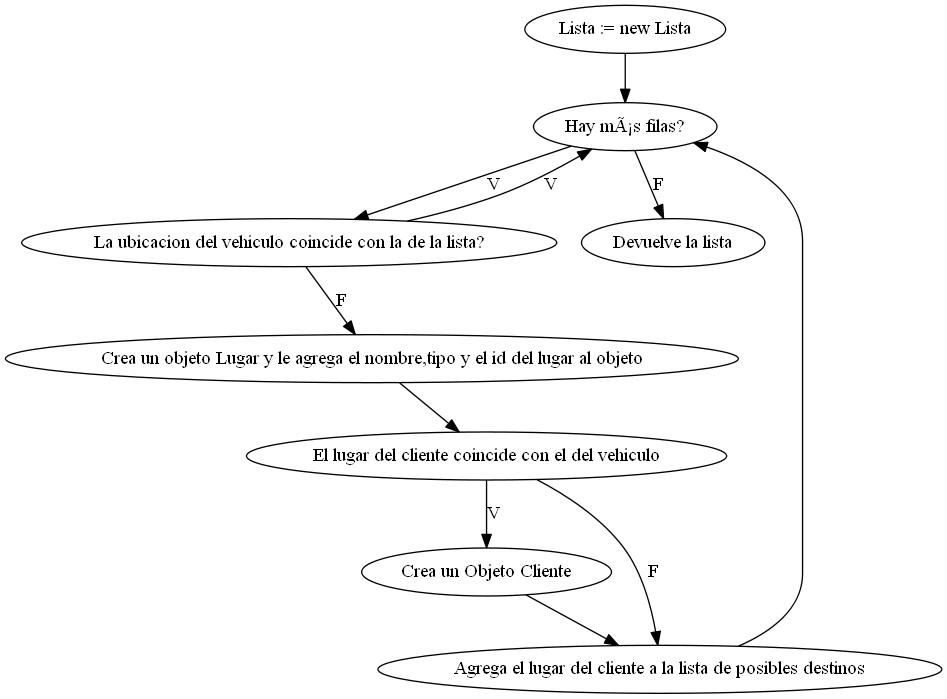 Lista := new Lista
Hay mÃ¡s filas?
V
V
F
La ubicacion del vehiculo coincide con la de la lista?
Devuelve la lista
F
Crea un objeto Lugar y le agrega el nombre,tipo y el id del lugar al objeto
El lugar del cliente coincide con el del vehiculo
V
Crea un Objeto Cliente
F
Agrega el lugar del cliente a la lista de posibles destinos